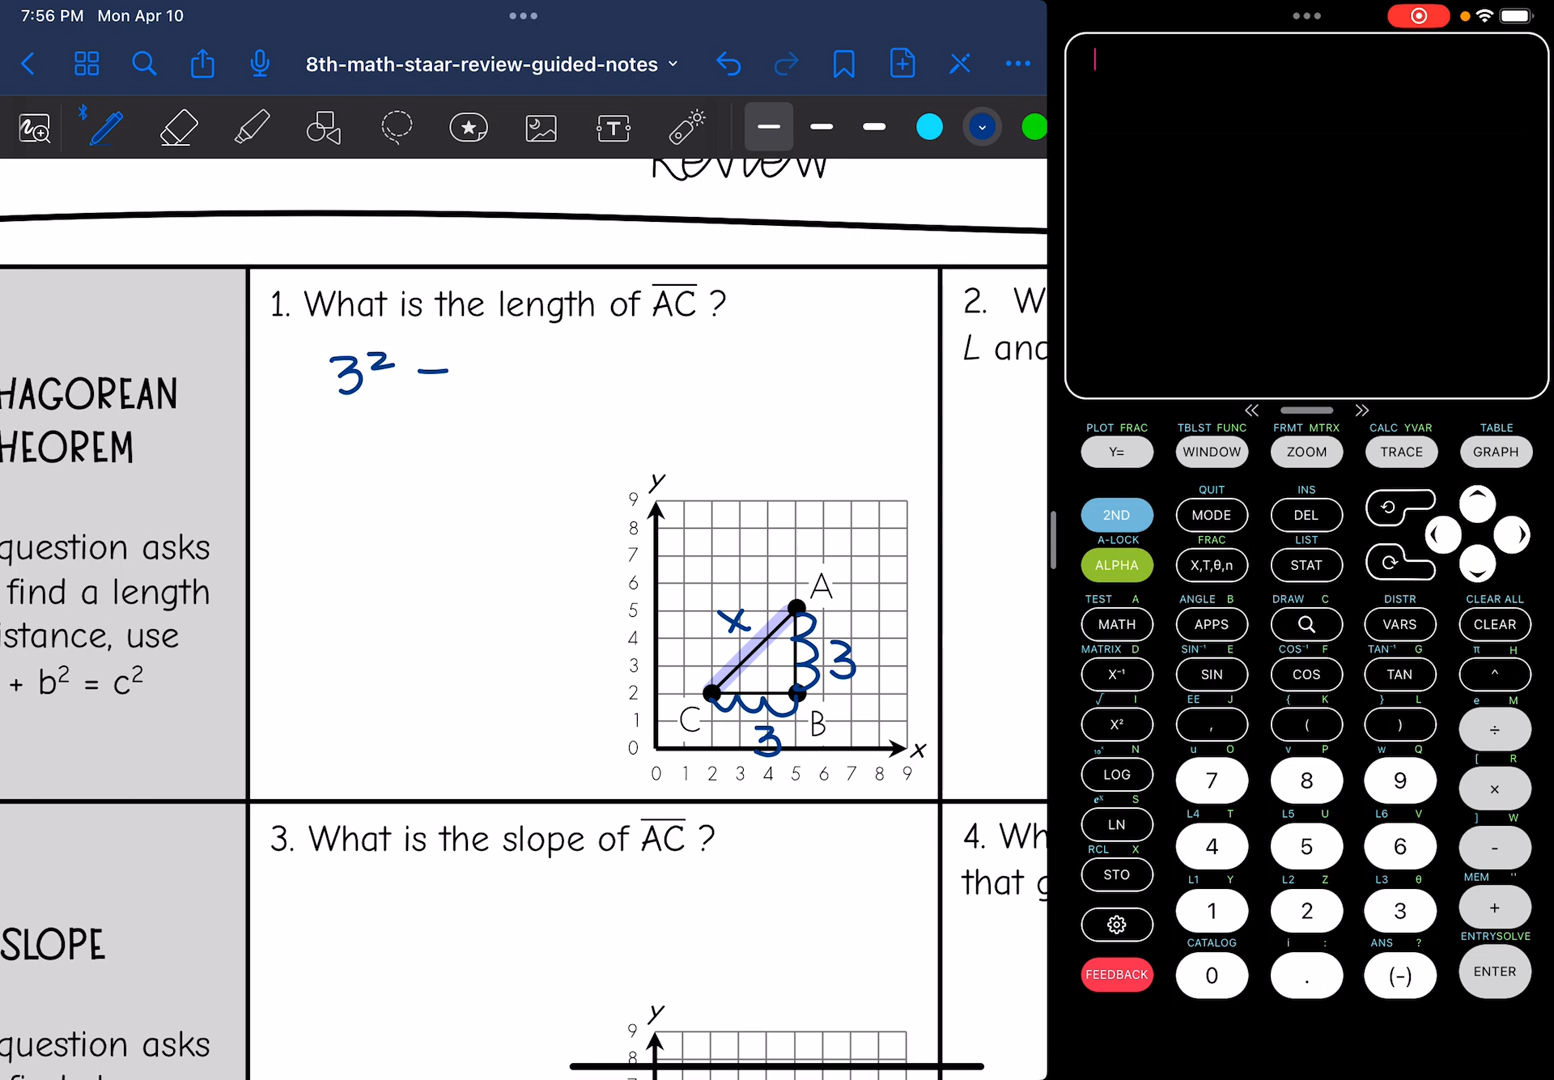 7:56 PM Mon Apr 10
8th-math-staar-review-guided-notes
T
Review
HAGOREAN
HEOREM
question asks
find a length
istance, use
+ b² = c²
1. What is the length of AC ?
3² –
y
9
8
7
6
5
4
3
2
1
0
A
x
3
C
B
3
x
0 1 2 3 4 5 6 7 8 9
2. W
L and
SLOPE
question asks
3. What is the slope of AC ?
y
9
8
4. Wh
that g
PLOT FRAC TBLST FUNC FRMT MTRX CALC YVAR TABLE
Y= WINDOW ZOOM TRACE GRAPH
QUIT INS
2ND MODE DEL
A-LOCK FRAC LIST
ALPHA X,T,θ,n STAT
TEST A ANGLE B DRAW C DISTR CLEAR ALL
MATH APPS VARS CLEAR
MATRIX D SIN⁻¹ E COS⁻¹ F TAN⁻¹ G π H
X⁻¹ SIN COS TAN ^
√ I EE J { K } L e M
X² , ( ) ÷
10ˣ N u O v P w Q [ R
LOG 7 8 9 ×
eˣ S L4 T L5 U L6 V ] W
LN 4 5 6 -
RCL X L1 Y L2 Z L3 θ MEM "
STO 1 2 3 +
CATALOG i : ANS ? ENTRY SOLVE
FEEDBACK 0 . (-) ENTER